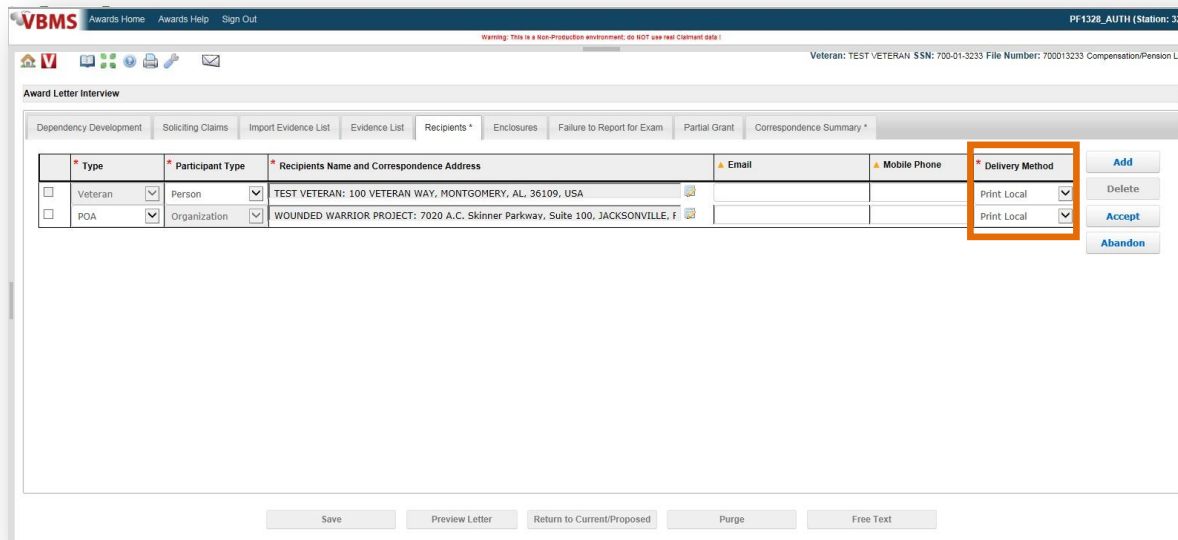 VBMS Awards Home Awards Help Sign Out PF1328_AUTH (Station: 32
Warning: This is a Non-Production environment; do NOT use real Claimant data !
Veteran: TEST VETERAN SSN: 700-01-3233 File Number: 700013233 Compensation/Pension L
Award Letter Interview
Dependency Development Soliciting Claims Import Evidence List Evidence List Recipients * Enclosures Failure to Report for Exam Partial Grant Correspondence Summary *
* Type * Participant Type * Recipients Name and Correspondence Address Email Mobile Phone * Delivery Method Add
Veteran Person TEST VETERAN: 100 VETERAN WAY, MONTGOMERY, AL, 36109, USA Print Local Delete
POA Organization WOUNDED WARRIOR PROJECT: 7020 A.C. Skinner Parkway, Suite 100, JACKSONVILLE, F Print Local Accept
Abandon
Save Preview Letter Return to Current/Proposed Purge Free Text